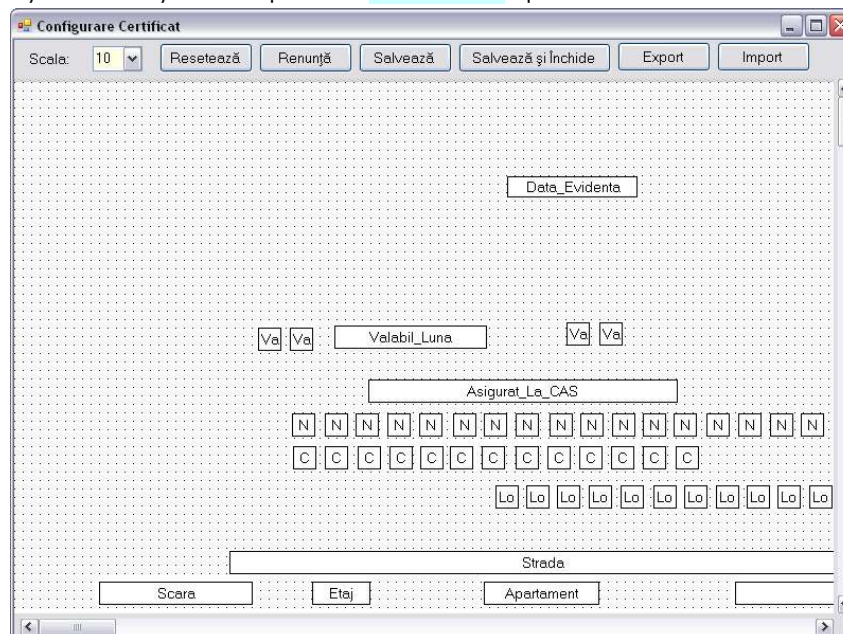 Configurare Certificat
Scala: 10 Resetează Renunță Salvează Salvează și Închide Export Import
Data_Evidenta
Va Va Valabil_Luna Va Va
Asigurat_La_CAS
N N N N N N N N N N N N N N N N N
C C C C C C C C C C C C C
Lo Lo Lo Lo Lo Lo Lo Lo Lo Lo Lo
Strada
Scara Etaj Apartament